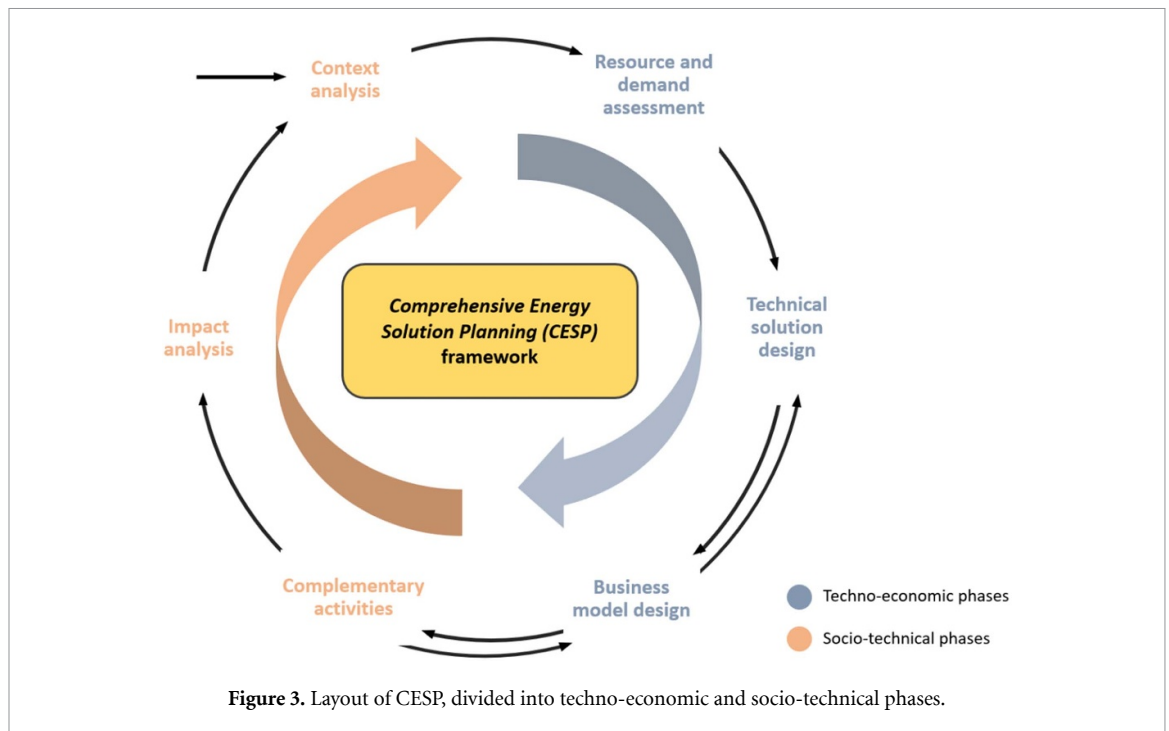 Context
analysis
Resource and
demand
assessment
Technical
solution
design
Business
model design
Complementary
activities
Impact
analysis
Comprehensive Energy
Solution Planning (CESP)
framework
Techno-economic phases
Socio-technical phases
Figure 3. Layout of CESP, divided into techno-economic and socio-technical phases.